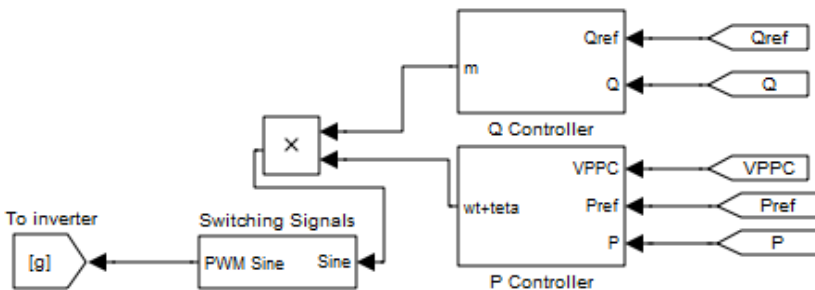 Qref
Qref
m
Q
Q
Q Controller
×
VPPC
VPPC
To inverter
Switching Signals
wt+teta
Pref
Pref
[g]
PWM Sine
Sine
P
P
P Controller